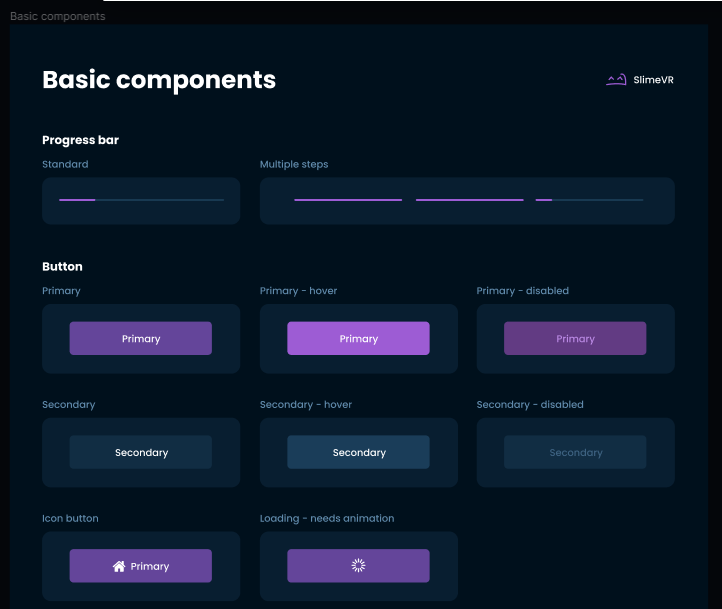 Basic components
Basic components
SlimeVR
Progress bar
Standard
Multiple steps
Button
Primary
Primary - hover
Primary - disabled
Primary
Primary
Primary
Secondary
Secondary - hover
Secondary - disabled
Secondary
Secondary
Secondary
Icon button
Loading - needs animation
Primary